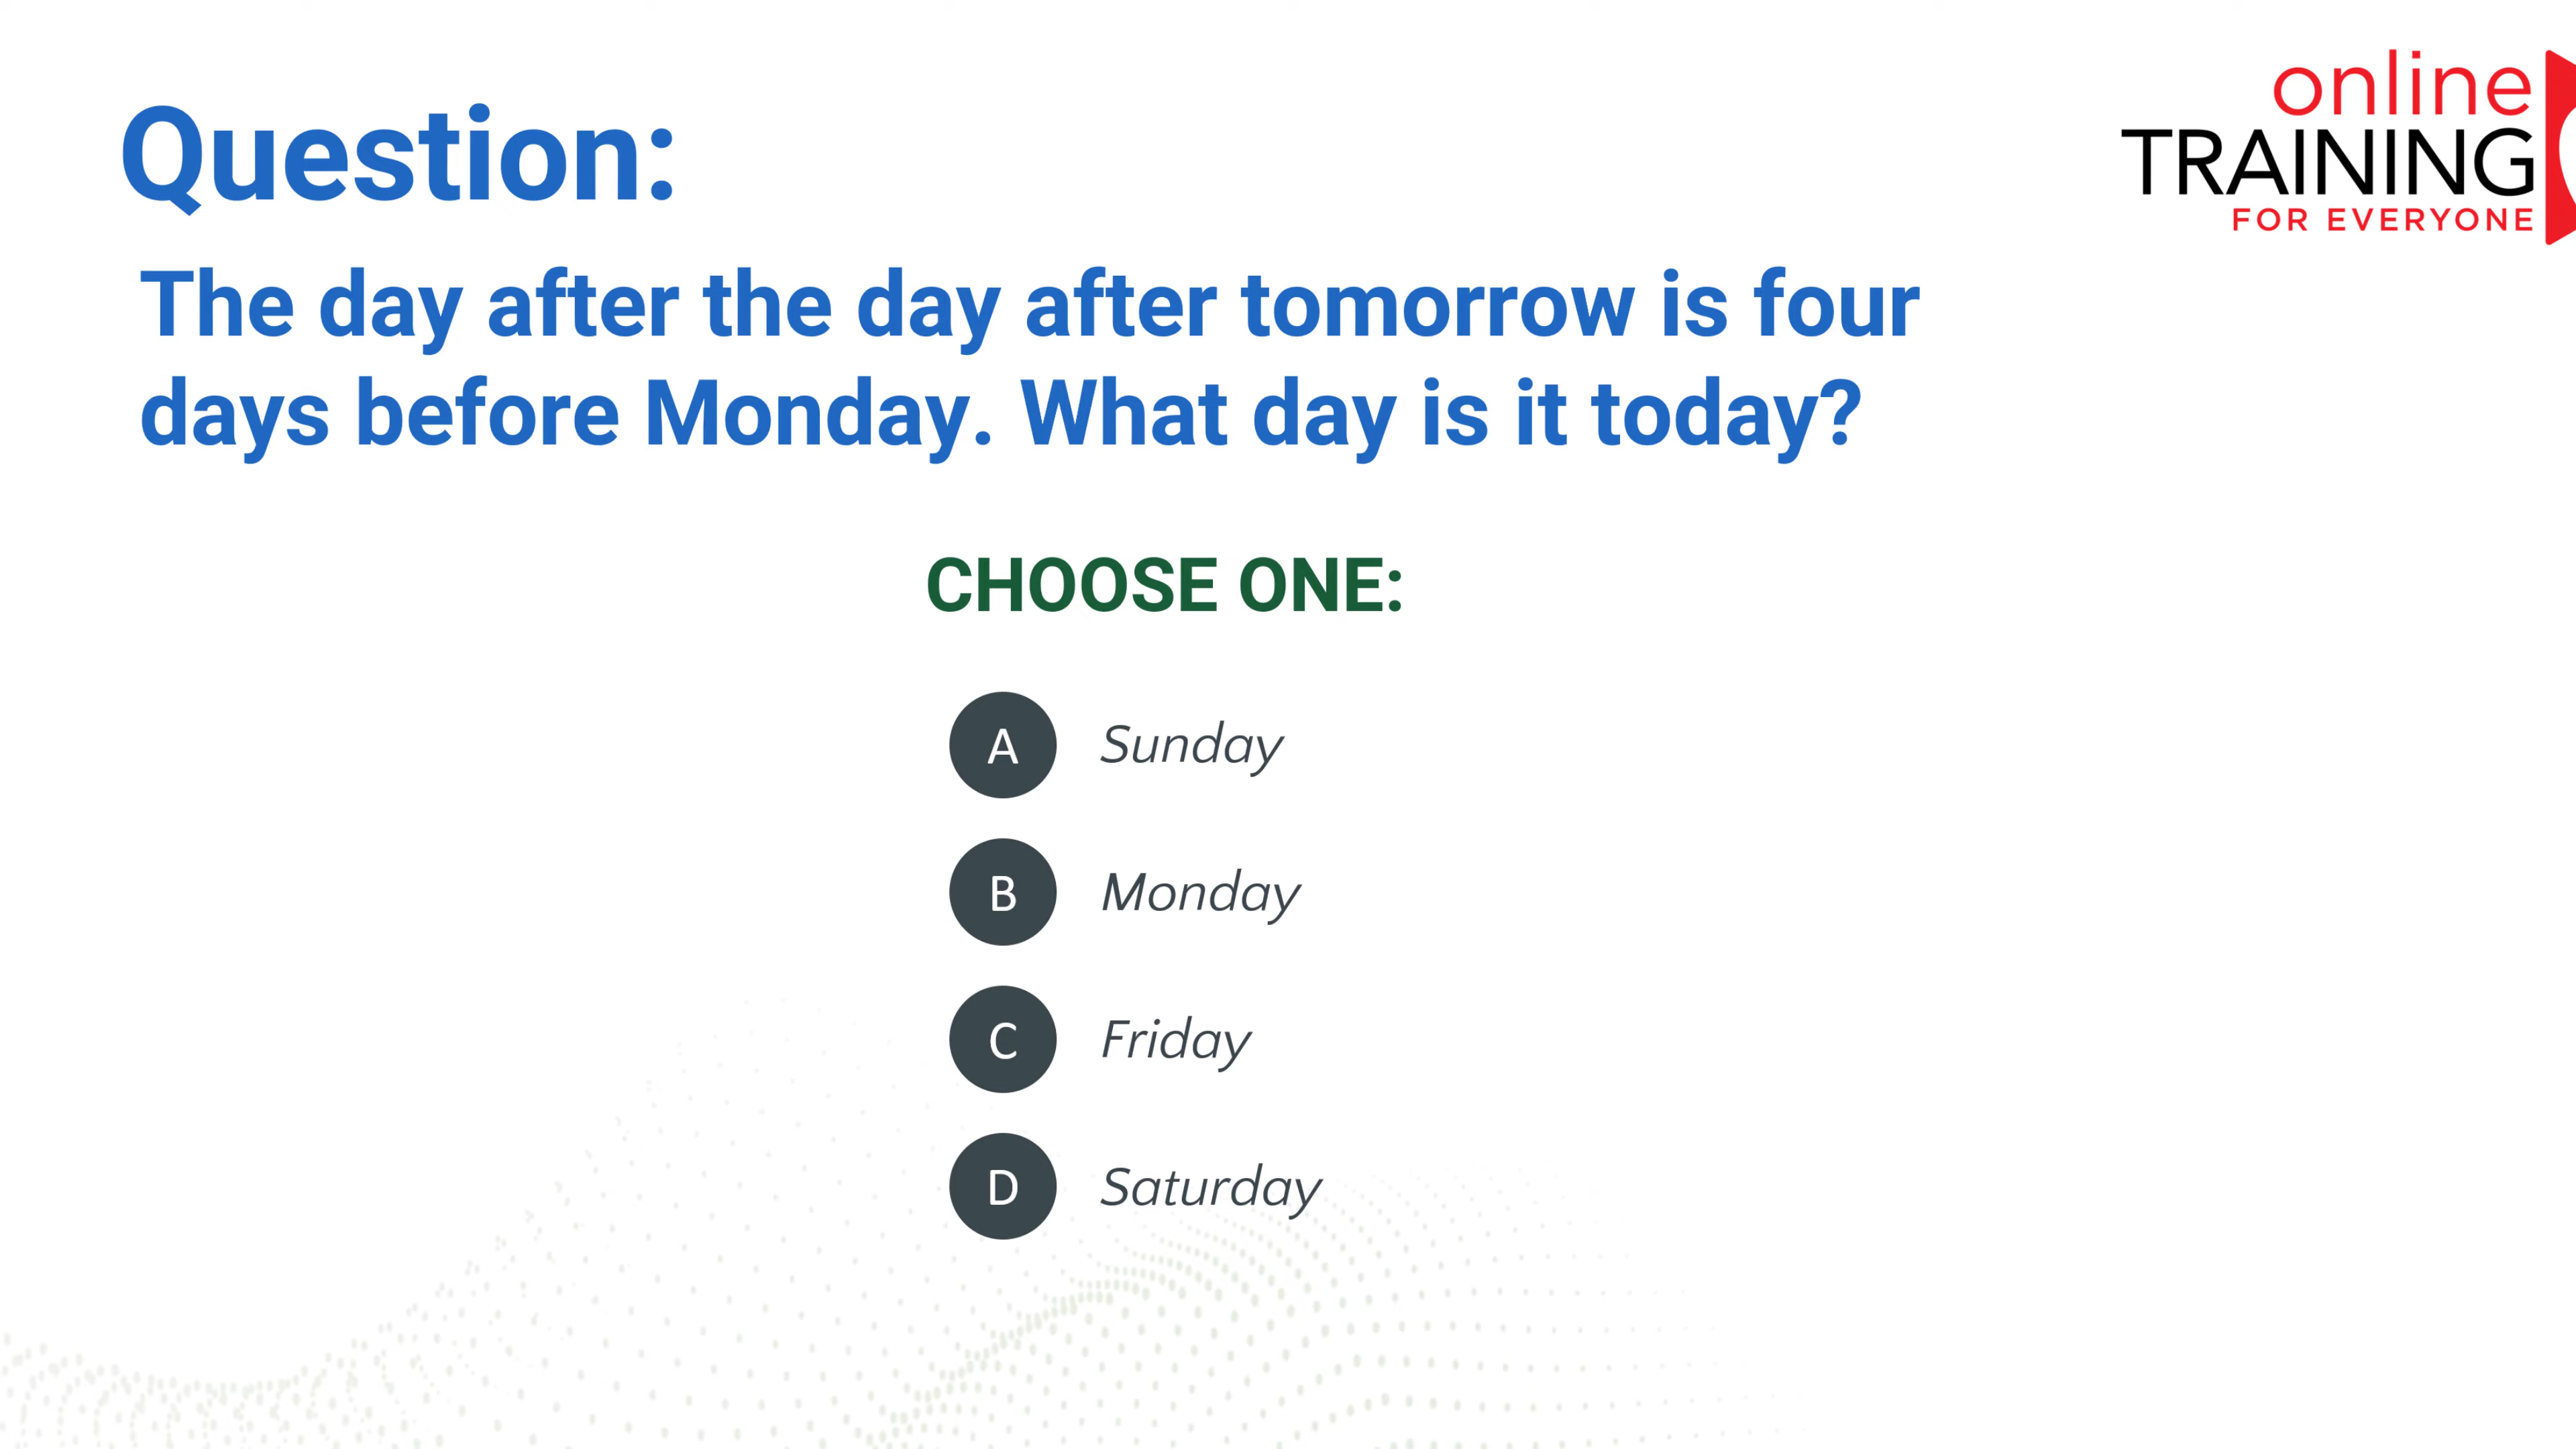 online
TRAINING
FOR EVERYONE
Question:
The day after the day after tomorrow is four
days before Monday. What day is it today?
CHOOSE ONE:
A Sunday
B Monday
C Friday
D Saturday